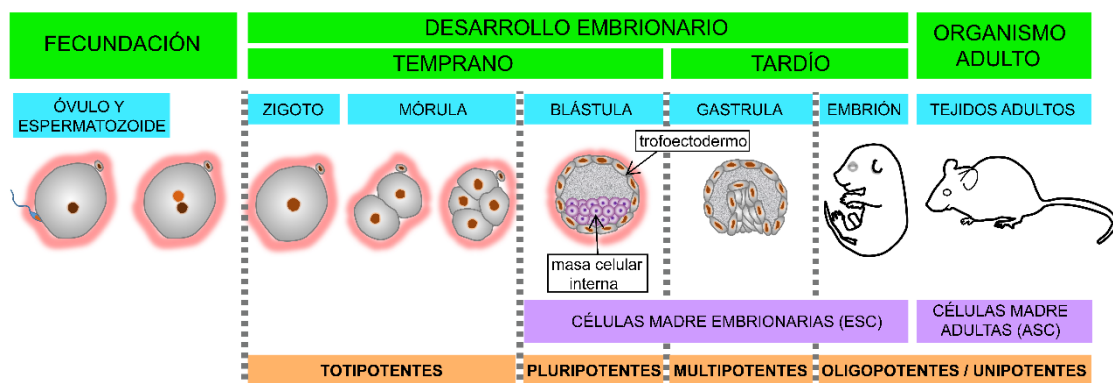 FECUNDACIÓN
DESARROLLO EMBRIONARIO
ORGANISMO
ADULTO
TEMPRANO
TARDÍO
ÓVULO Y
ESPERMATOZOIDE
ZIGOTO
MÓRULA
BLÁSTULA
GASTRULA
EMBRIÓN
TEJIDOS ADULTOS
trofoectodermo
masa celular
interna
CÉLULAS MADRE EMBRIONARIAS (ESC)
CÉLULAS MADRE
ADULTAS (ASC)
TOTIPOTENTES
PLURIPOTENTES
MULTIPOTENTES
OLIGOPOTENTES / UNIPOTENTES